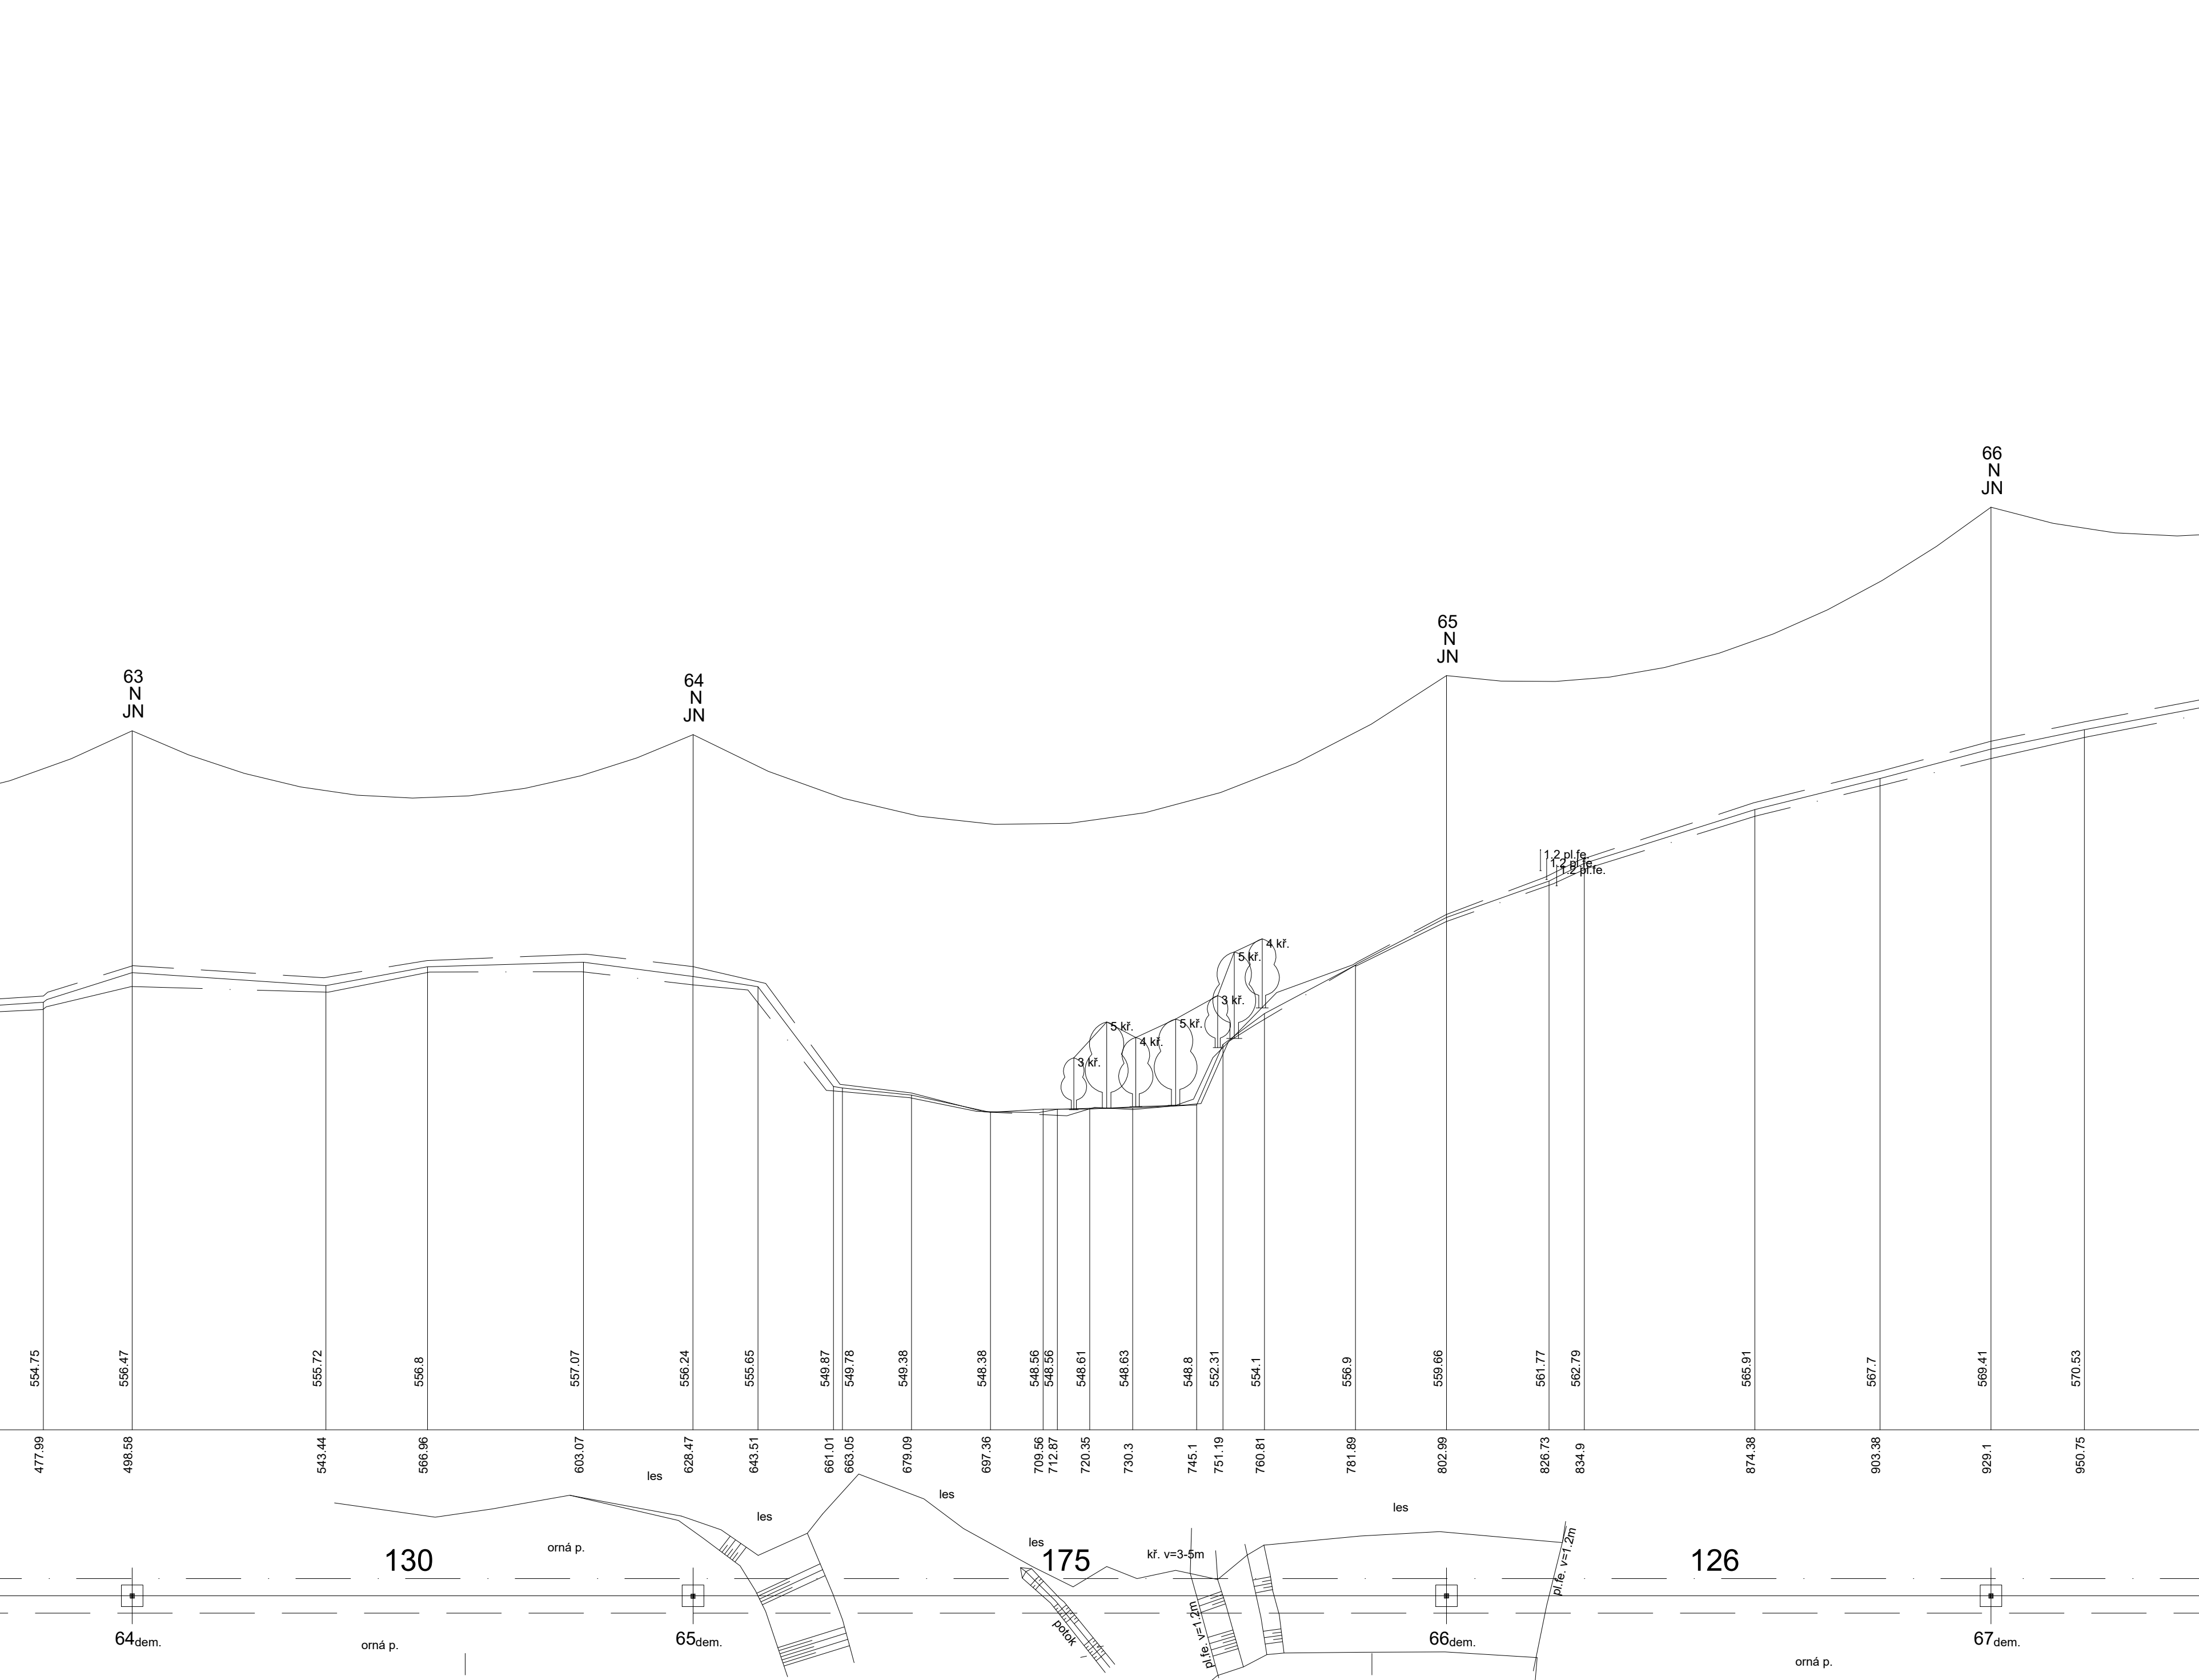 66
N
JN
65
N
JN
63
N
JN
64
N
JN
1.2 pl.fe.
1.2 pl.fe.
1.2 pl.fe.
4 kř.
5 kř.
3 kř.
5 kř.
5 kř.
4 kř.
3 kř.
554.75
556.47
555.72
556.8
557.07
556.24
555.65
549.87
549.78
549.38
548.38
548.56
548.56
548.61
548.63
548.8
552.31
554.1
556.9
559.66
561.77
562.79
565.91
567.7
569.41
570.53
477.99
498.58
543.44
566.96
603.07
628.47
643.51
661.01
663.05
679.09
697.36
709.56
712.87
720.35
730.3
745.1
751.19
760.81
781.89
802.99
826.73
834.9
874.38
903.38
929.1
950.75
les
les
les
les
les
orná p.
130
175
kř. v=3-5m
126
pl.fe. v=1.2m
pl.fe. v=1.2m
potok
64dem.
65dem.
66dem.
67dem.
orná p.
orná p.